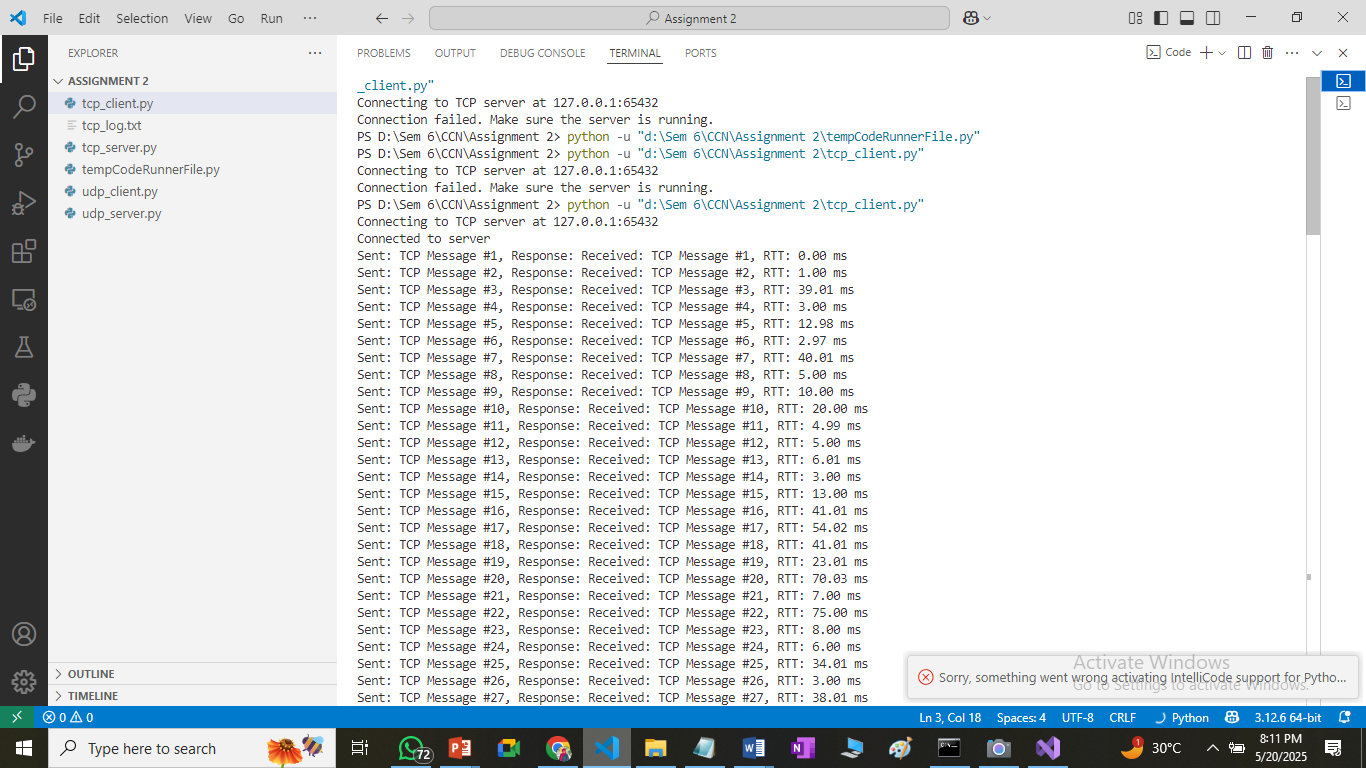 File Edit Selection View Go Run ··· Assignment 2
EXPLORER ···
PROBLEMS OUTPUT DEBUG CONSOLE TERMINAL PORTS Code ···
ASSIGNMENT 2
tcp_client.py
tcp_log.txt
tcp_server.py
tempCodeRunnerFile.py
udp_client.py
udp_server.py
OUTLINE
TIMELINE
_client.py"
Connecting to TCP server at 127.0.0.1:65432
Connection failed. Make sure the server is running.
PS D:\Sem 6\CCN\Assignment 2> python -u "d:\Sem 6\CCN\Assignment 2\tempCodeRunnerFile.py"
PS D:\Sem 6\CCN\Assignment 2> python -u "d:\Sem 6\CCN\Assignment 2\tcp_client.py"
Connecting to TCP server at 127.0.0.1:65432
Connection failed. Make sure the server is running.
PS D:\Sem 6\CCN\Assignment 2> python -u "d:\Sem 6\CCN\Assignment 2\tcp_client.py"
Connecting to TCP server at 127.0.0.1:65432
Connected to server
Sent: TCP Message #1, Response: Received: TCP Message #1, RTT: 0.00 ms
Sent: TCP Message #2, Response: Received: TCP Message #2, RTT: 1.00 ms
Sent: TCP Message #3, Response: Received: TCP Message #3, RTT: 39.01 ms
Sent: TCP Message #4, Response: Received: TCP Message #4, RTT: 3.00 ms
Sent: TCP Message #5, Response: Received: TCP Message #5, RTT: 12.98 ms
Sent: TCP Message #6, Response: Received: TCP Message #6, RTT: 2.97 ms
Sent: TCP Message #7, Response: Received: TCP Message #7, RTT: 40.01 ms
Sent: TCP Message #8, Response: Received: TCP Message #8, RTT: 5.00 ms
Sent: TCP Message #9, Response: Received: TCP Message #9, RTT: 10.00 ms
Sent: TCP Message #10, Response: Received: TCP Message #10, RTT: 20.00 ms
Sent: TCP Message #11, Response: Received: TCP Message #11, RTT: 4.99 ms
Sent: TCP Message #12, Response: Received: TCP Message #12, RTT: 5.00 ms
Sent: TCP Message #13, Response: Received: TCP Message #13, RTT: 6.01 ms
Sent: TCP Message #14, Response: Received: TCP Message #14, RTT: 3.00 ms
Sent: TCP Message #15, Response: Received: TCP Message #15, RTT: 13.00 ms
Sent: TCP Message #16, Response: Received: TCP Message #16, RTT: 41.01 ms
Sent: TCP Message #17, Response: Received: TCP Message #17, RTT: 54.02 ms
Sent: TCP Message #18, Response: Received: TCP Message #18, RTT: 41.01 ms
Sent: TCP Message #19, Response: Received: TCP Message #19, RTT: 23.01 ms
Sent: TCP Message #20, Response: Received: TCP Message #20, RTT: 70.03 ms
Sent: TCP Message #21, Response: Received: TCP Message #21, RTT: 7.00 ms
Sent: TCP Message #22, Response: Received: TCP Message #22, RTT: 75.00 ms
Sent: TCP Message #23, Response: Received: TCP Message #23, RTT: 8.00 ms
Sent: TCP Message #24, Response: Received: TCP Message #24, RTT: 6.00 ms
Sent: TCP Message #25, Response: Received: TCP Message #25, RTT: 34.01 ms
Sent: TCP Message #26, Response: Received: TCP Message #26, RTT: 3.00 ms
Sent: TCP Message #27, Response: Received: TCP Message #27, RTT: 38.01 ms
Activate Windows
Sorry, something went wrong activating IntelliCode support for Pytho...
Go to Settings to activate Windows.
0 0 Ln 3, Col 18 Spaces: 4 UTF-8 CRLF Python 3.12.6 64-bit
Type here to search 72 1 30°C 8:11 PM
5/20/2025